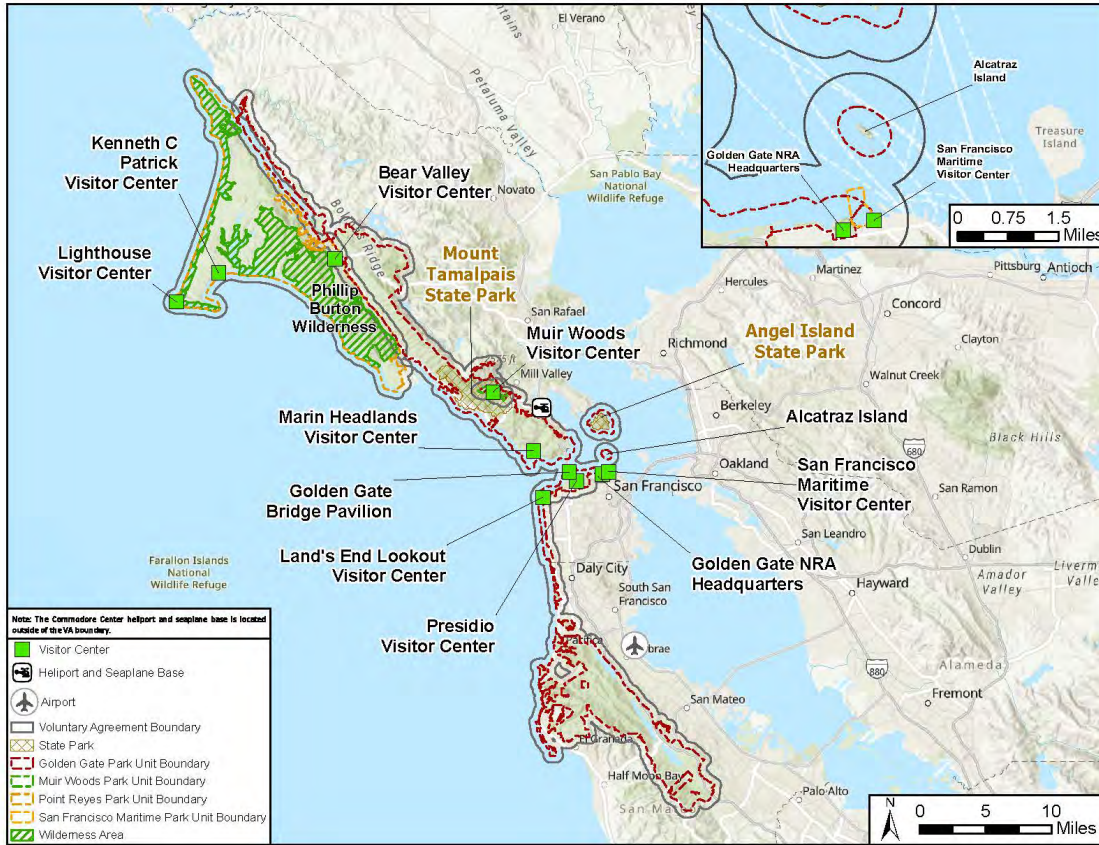 El Verano
Petaluma Valley
Novato
San Pablo Bay
National
Wildlife Refuge
Kenneth C
Patrick
Visitor Center
Bear Valley
Visitor Center
Lighthouse
Visitor Center
Phillip
Burton
Wilderness
Mount
Tamalpais
State Park
San Rafael
Muir Woods
Visitor Center
Mill Valley
Angel Island
State Park
Marin Headlands
Visitor Center
Alcatraz Island
Golden Gate
Bridge Pavilion
San Francisco
San Francisco
Maritime
Visitor Center
Land's End Lookout
Visitor Center
Golden Gate NRA
Headquarters
Presidio
Visitor Center
Farallon Islands
National
Wildlife Refuge
Daly City
South San
Francisco
Pacifica
brae
San Mateo
El Granada
Half Moon Bay
San Mateo
Palo Alto
Hercules
Martinez
Pittsburg
Antioch
Concord
Clayton
Richmond
Walnut Creek
Berkeley
Black Hills
680
Oakland
San Ramon
San Leandro
Dublin
Amador
Valley
Hayward
Alameda
880
Fremont
Alcatraz
Island
Treasure
Island
Golden Gate NRA
Headquarters
San Francisco
Maritime
Visitor Center
0 0.75 1.5
Miles
Note: The Commodore Center heliport and seaplane base is located
outside of the VA boundary.
Visitor Center
Heliport and Seaplane Base
Airport
Voluntary Agreement Boundary
State Park
Golden Gate Park Unit Boundary
Muir Woods Park Unit Boundary
Point Reyes Park Unit Boundary
San Francisco Maritime Park Unit Boundary
Wilderness Area
N
0 5 10
Miles